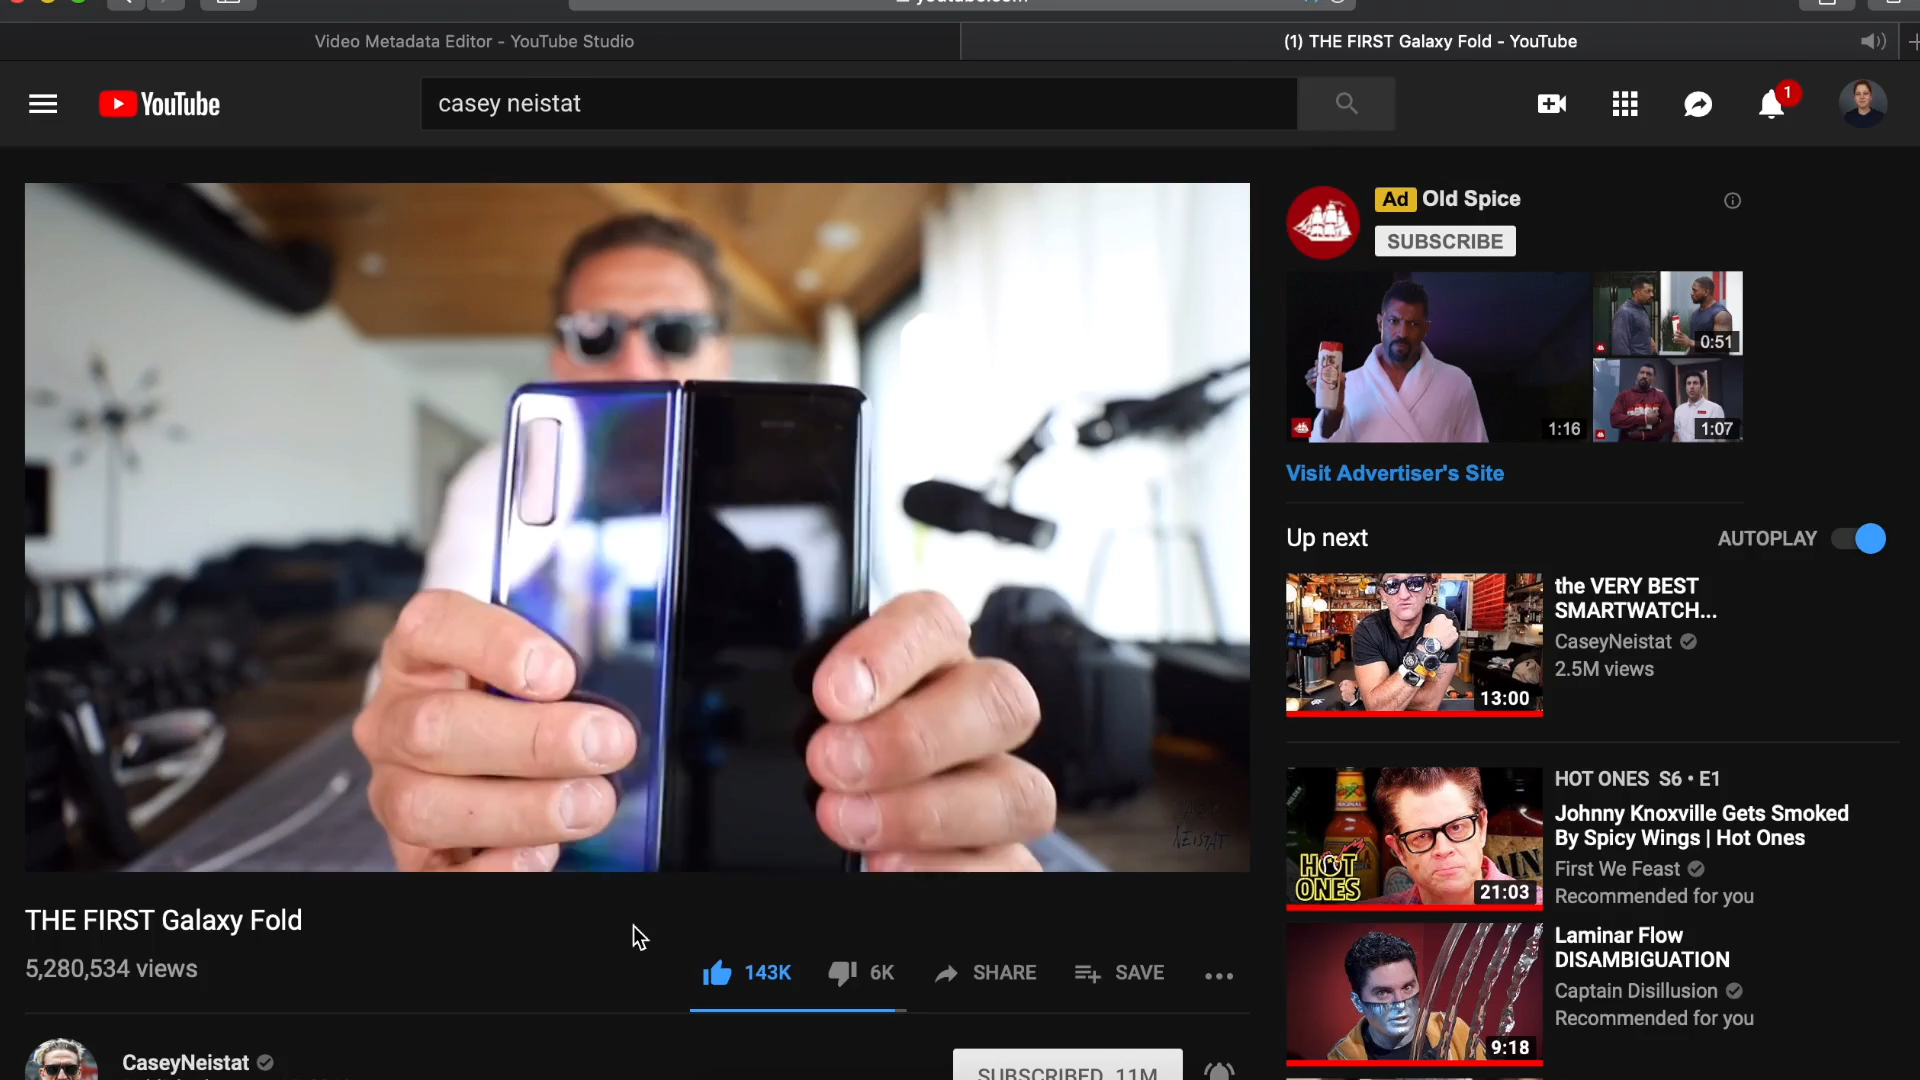 youtube.com
Video Metadata Editor - YouTube Studio
(1) THE FIRST Galaxy Fold - YouTube
YouTube
casey neistat
1
Ad Old Spice
SUBSCRIBE
0:51
1:16
1:07
Visit Advertiser's Site
Up next
AUTOPLAY
the VERY BEST
SMARTWATCH...
CaseyNeistat
2.5M views
13:00
HOT ONES S6 • E1
Johnny Knoxville Gets Smoked
By Spicy Wings | Hot Ones
First We Feast
Recommended for you
HOT
ONES
21:03
Laminar Flow
DISAMBIGUATION
Captain Disillusion
Recommended for you
9:18
NEISTAT
THE FIRST Galaxy Fold
5,280,534 views
143K
6K
SHARE
SAVE
CaseyNeistat
SUBSCRIBED 11M